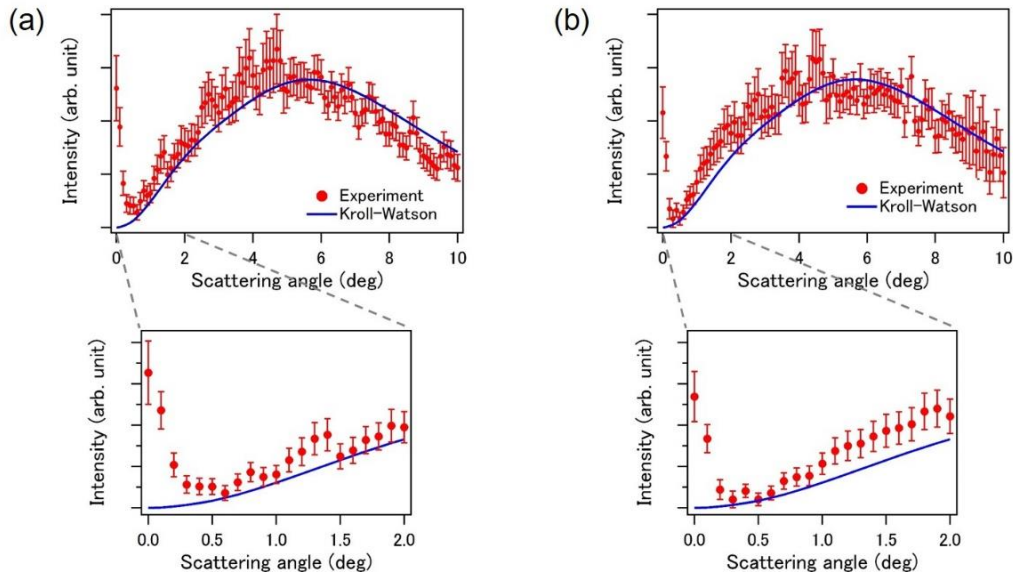 (a)
Intensity (arb. unit)
Experiment
Kroll-Watson
0 2 4 6 8 10
Scattering angle (deg)
Intensity (arb. unit)
0.0 0.5 1.0 1.5 2.0
Scattering angle (deg)
(b)
Intensity (arb. unit)
Experiment
Kroll-Watson
0 2 4 6 8 10
Scattering angle (deg)
Intensity (arb. unit)
0.0 0.5 1.0 1.5 2.0
Scattering angle (deg)